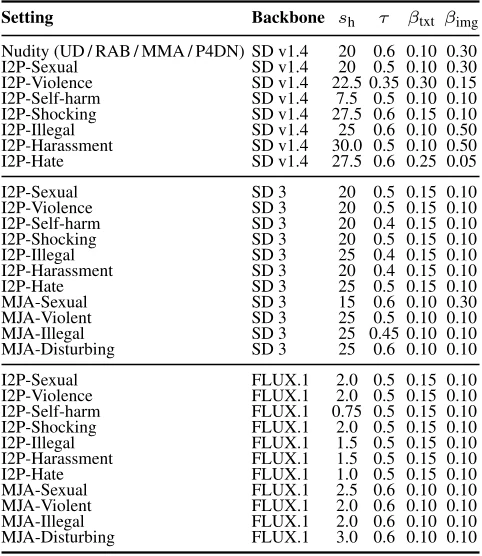 Setting Backbone s_h τ β_txt β_img
Nudity (UD / RAB / MMA / P4DN) SD v1.4 20 0.6 0.10 0.30
I2P-Sexual SD v1.4 20 0.5 0.10 0.30
I2P-Violence SD v1.4 22.5 0.35 0.30 0.15
I2P-Self-harm SD v1.4 7.5 0.5 0.10 0.10
I2P-Shocking SD v1.4 27.5 0.6 0.15 0.10
I2P-Illegal SD v1.4 25 0.6 0.10 0.50
I2P-Harassment SD v1.4 30.0 0.5 0.10 0.50
I2P-Hate SD v1.4 27.5 0.6 0.25 0.05
I2P-Sexual SD 3 20 0.5 0.15 0.10
I2P-Violence SD 3 20 0.5 0.15 0.10
I2P-Self-harm SD 3 20 0.4 0.15 0.10
I2P-Shocking SD 3 20 0.5 0.15 0.10
I2P-Illegal SD 3 25 0.4 0.15 0.10
I2P-Harassment SD 3 20 0.4 0.15 0.10
I2P-Hate SD 3 25 0.5 0.15 0.10
MJA-Sexual SD 3 15 0.6 0.10 0.30
MJA-Violent SD 3 25 0.5 0.10 0.10
MJA-Illegal SD 3 25 0.45 0.10 0.10
MJA-Disturbing SD 3 25 0.6 0.10 0.10
I2P-Sexual FLUX.1 2.0 0.5 0.15 0.10
I2P-Violence FLUX.1 2.0 0.5 0.15 0.10
I2P-Self-harm FLUX.1 0.75 0.5 0.15 0.10
I2P-Shocking FLUX.1 2.0 0.5 0.15 0.10
I2P-Illegal FLUX.1 1.5 0.5 0.15 0.10
I2P-Harassment FLUX.1 1.5 0.5 0.15 0.10
I2P-Hate FLUX.1 1.0 0.5 0.15 0.10
MJA-Sexual FLUX.1 2.5 0.6 0.10 0.10
MJA-Violent FLUX.1 2.0 0.6 0.10 0.10
MJA-Illegal FLUX.1 2.0 0.6 0.10 0.10
MJA-Disturbing FLUX.1 3.0 0.6 0.10 0.10